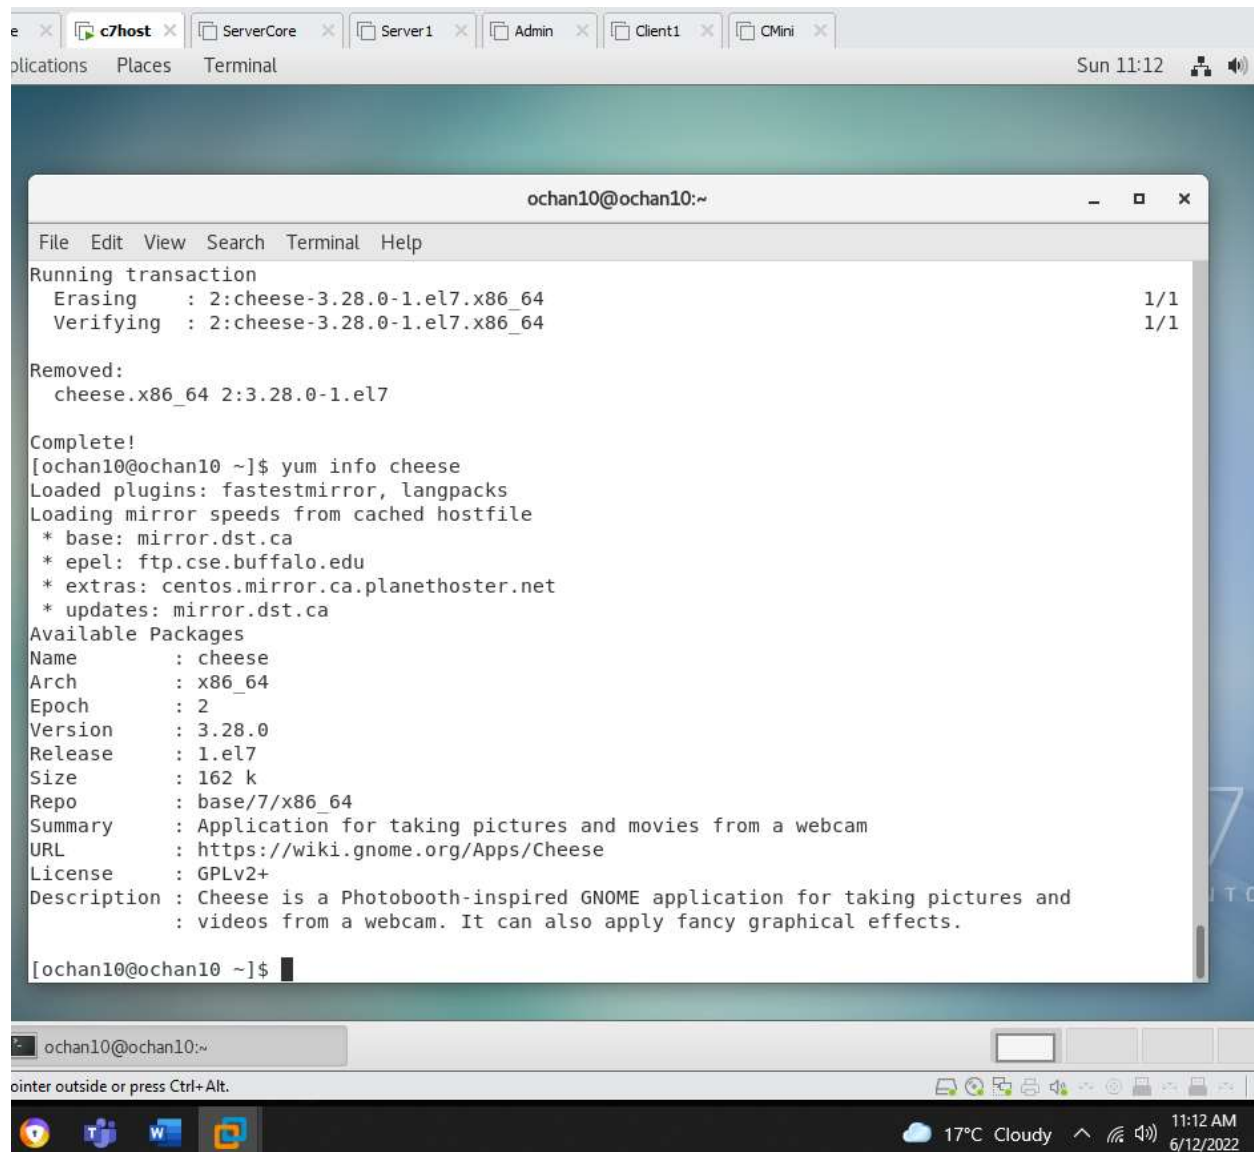 c7host
ServerCore
Server1
Admin
Client1
CMini
Places Terminal
Sun 11:12
ochan10@ochan10:~
File Edit View Search Terminal Help
Running transaction
  Erasing    : 2:cheese-3.28.0-1.el7.x86_64    1/1
  Verifying  : 2:cheese-3.28.0-1.el7.x86_64    1/1
Removed:
  cheese.x86_64 2:3.28.0-1.el7
Complete!
[ochan10@ochan10 ~]$ yum info cheese
Loaded plugins: fastestmirror, langpacks
Loading mirror speeds from cached hostfile
 * base: mirror.dst.ca
 * epel: ftp.cse.buffalo.edu
 * extras: centos.mirror.ca.planethoster.net
 * updates: mirror.dst.ca
Available Packages
Name        : cheese
Arch        : x86_64
Epoch       : 2
Version     : 3.28.0
Release     : 1.el7
Size        : 162 k
Repo        : base/7/x86_64
Summary     : Application for taking pictures and movies from a webcam
URL         : https://wiki.gnome.org/Apps/Cheese
License     : GPLv2+
Description : Cheese is a Photobooth-inspired GNOME application for taking pictures and
            : videos from a webcam. It can also apply fancy graphical effects.
[ochan10@ochan10 ~]$
7
ochan10@ochan10:~
outside or press Ctrl+Alt.
17°C Cloudy
11:12 AM
6/12/2022